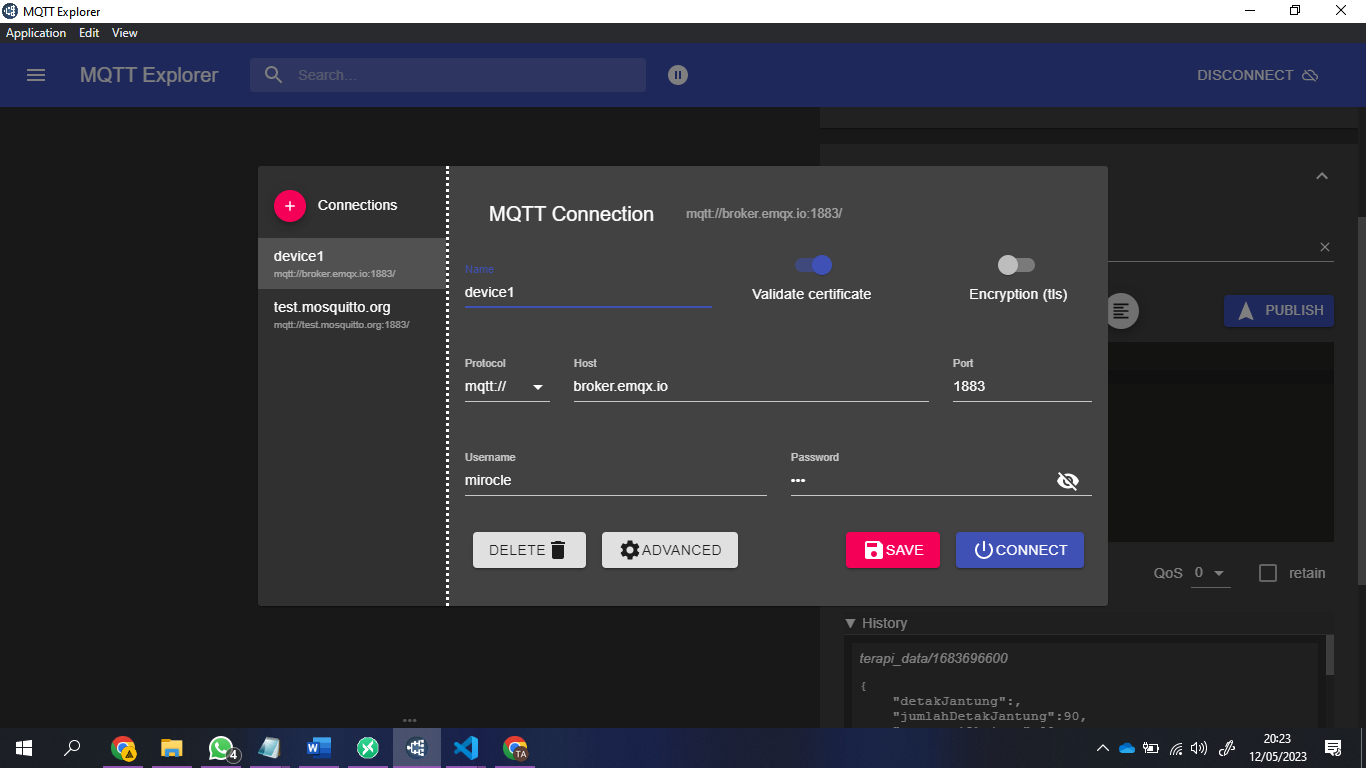 MQTT Explorer
Application Edit View
MQTT Explorer
Search...
DISCONNECT
Connections
device1
mqtt://broker.emqx.io:1883/
test.mosquitto.org
mqtt://test.mosquitto.org:1883/
MQTT Connection mqtt://broker.emqx.io:1883/
Name
device1
Validate certificate
Encryption (tls)
Protocol Host Port
mqtt:// broker.emqx.io 1883
Username Password
mirocle •••
DELETE ADVANCED SAVE CONNECT
PUBLISH
QoS 0 retain
▼ History
terapi_data/1683696600
{
"detakJantung":,
"jumlahDetakJantung":90,
4
TA
20:23
12/05/2023